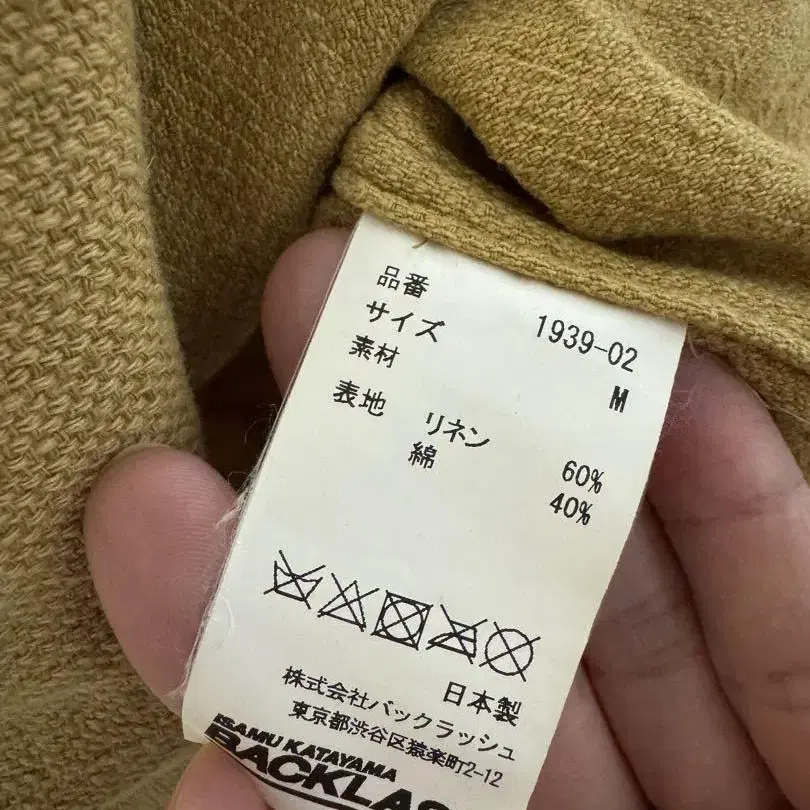 品番 1939-02
サイズ M
素材
表地 リネン 60%
綿 40%
日本製
株式会社バックラッシュ
東京都渋谷区猿楽町2-12
ISAMU KATAYAMA